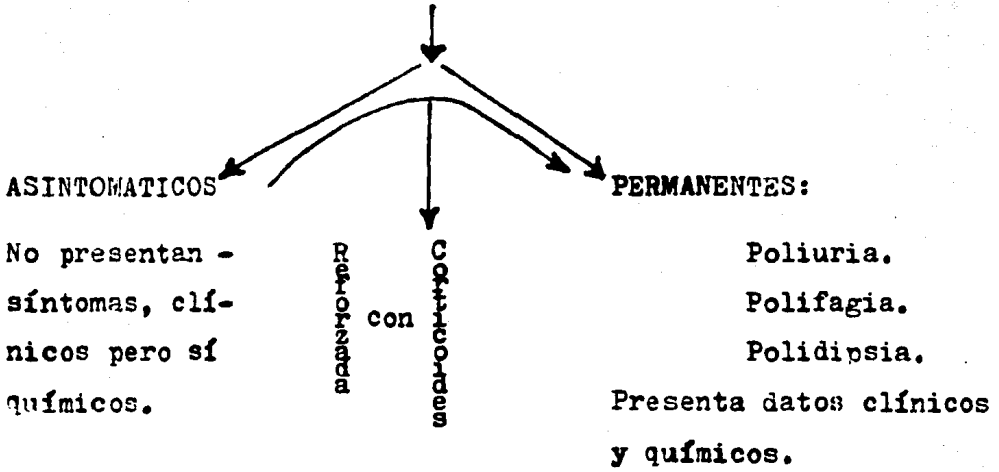 ASINTOMATICOS
No presentan -
síntomas, clí-
nicos pero sí
químicos.
Reforzada
con
Corticoides
PERMANENTES:
Poliuria.
Polifagia.
Polidipsia.
Presenta datos clínicos
y químicos.